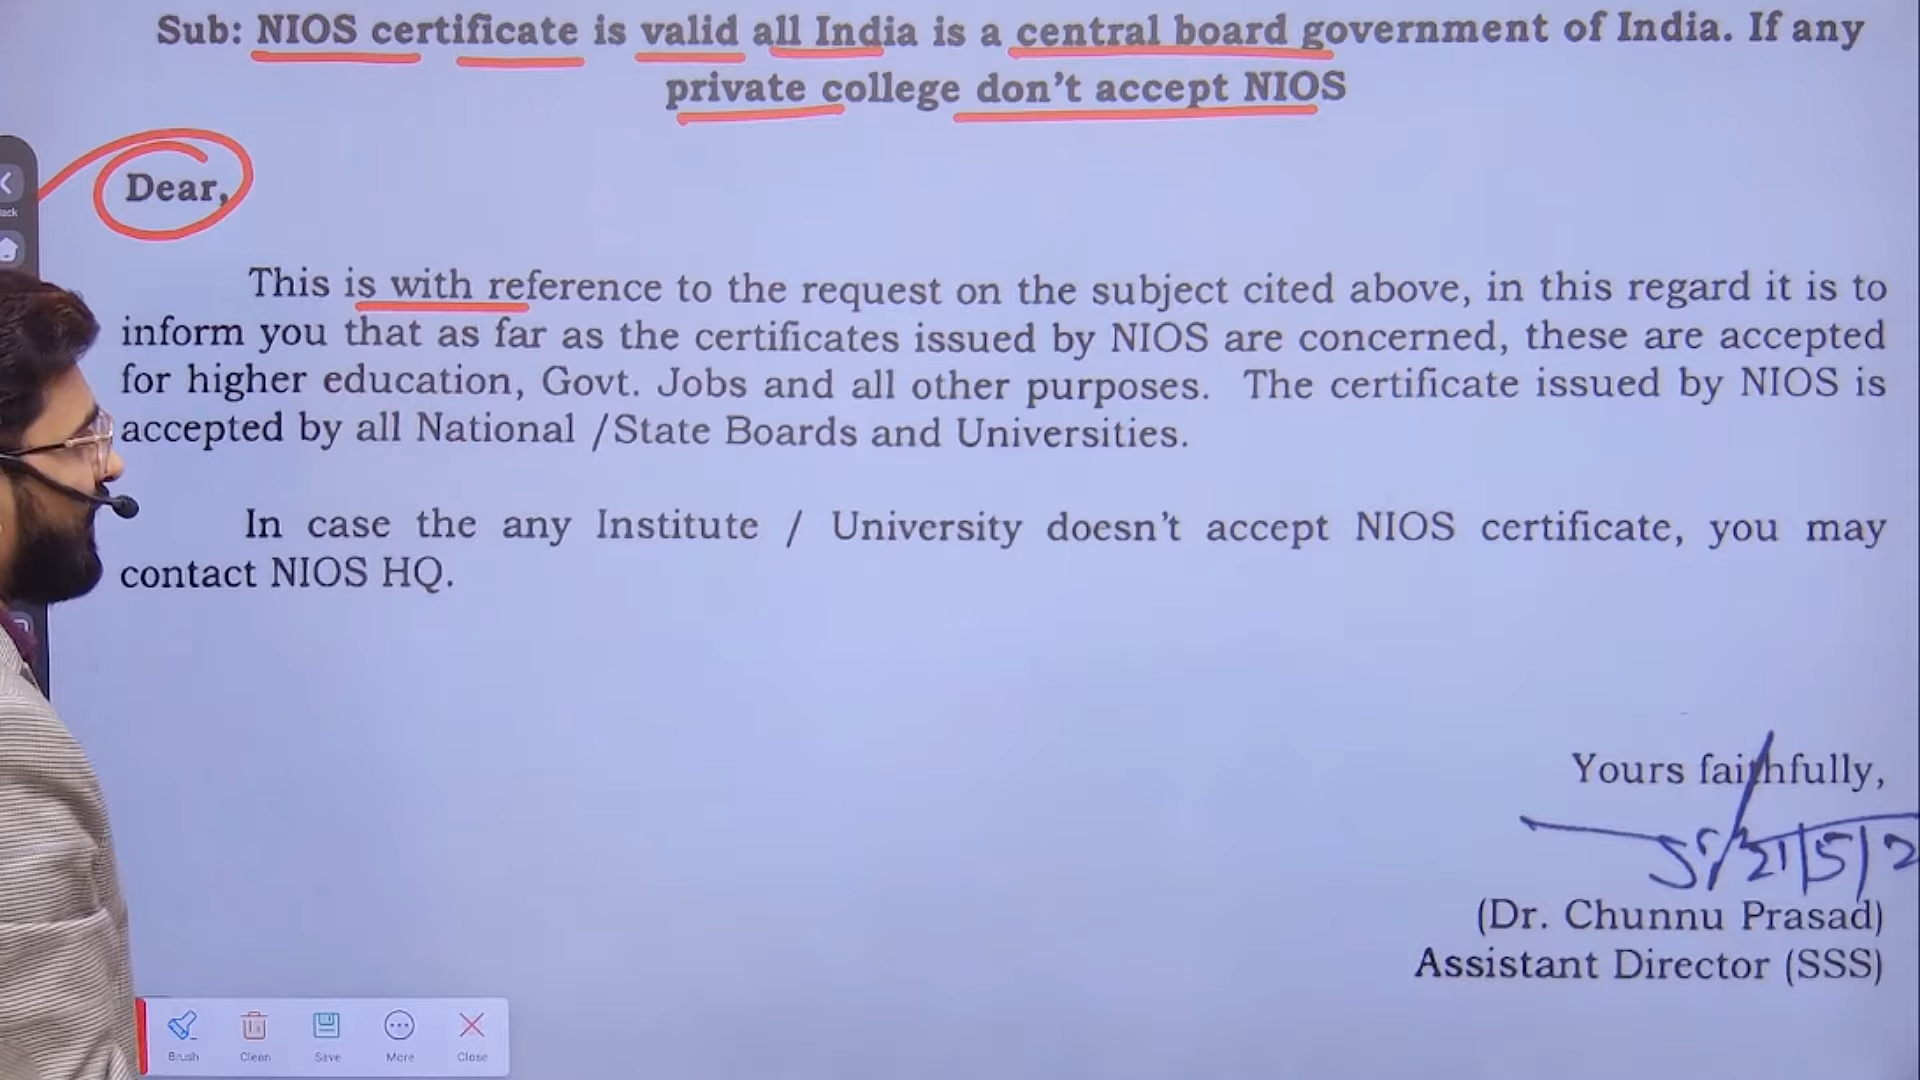 Sub: NIOS certificate is valid all India is a central board government of India. If any
private college don't accept NIOS
Dear,
This is with reference to the request on the subject cited above, in this regard it is to
inform you that as far as the certificates issued by NIOS are concerned, these are accepted
for higher education, Govt. Jobs and all other purposes. The certificate issued by NIOS is
accepted by all National /State Boards and Universities.
In case the any Institute / University doesn't accept NIOS certificate, you may
contact NIOS HQ.
Yours faithfully,
21/5/2
(Dr. Chunnu Prasad)
Assistant Director (SSS)
Brush Clean Save More Close